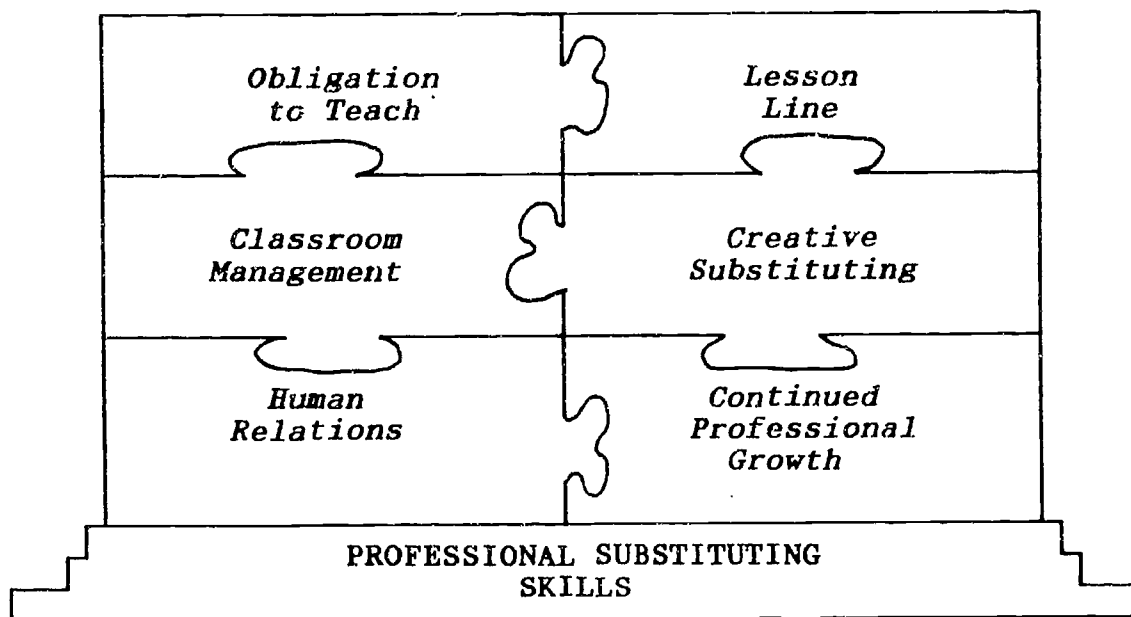 Obligation
to Teach
Lesson
Line
Classroom
Management
Creative
Substituting
Human
Relations
Continued
Professional
Growth
PROFESSIONAL SUBSTITUTING
SKILLS